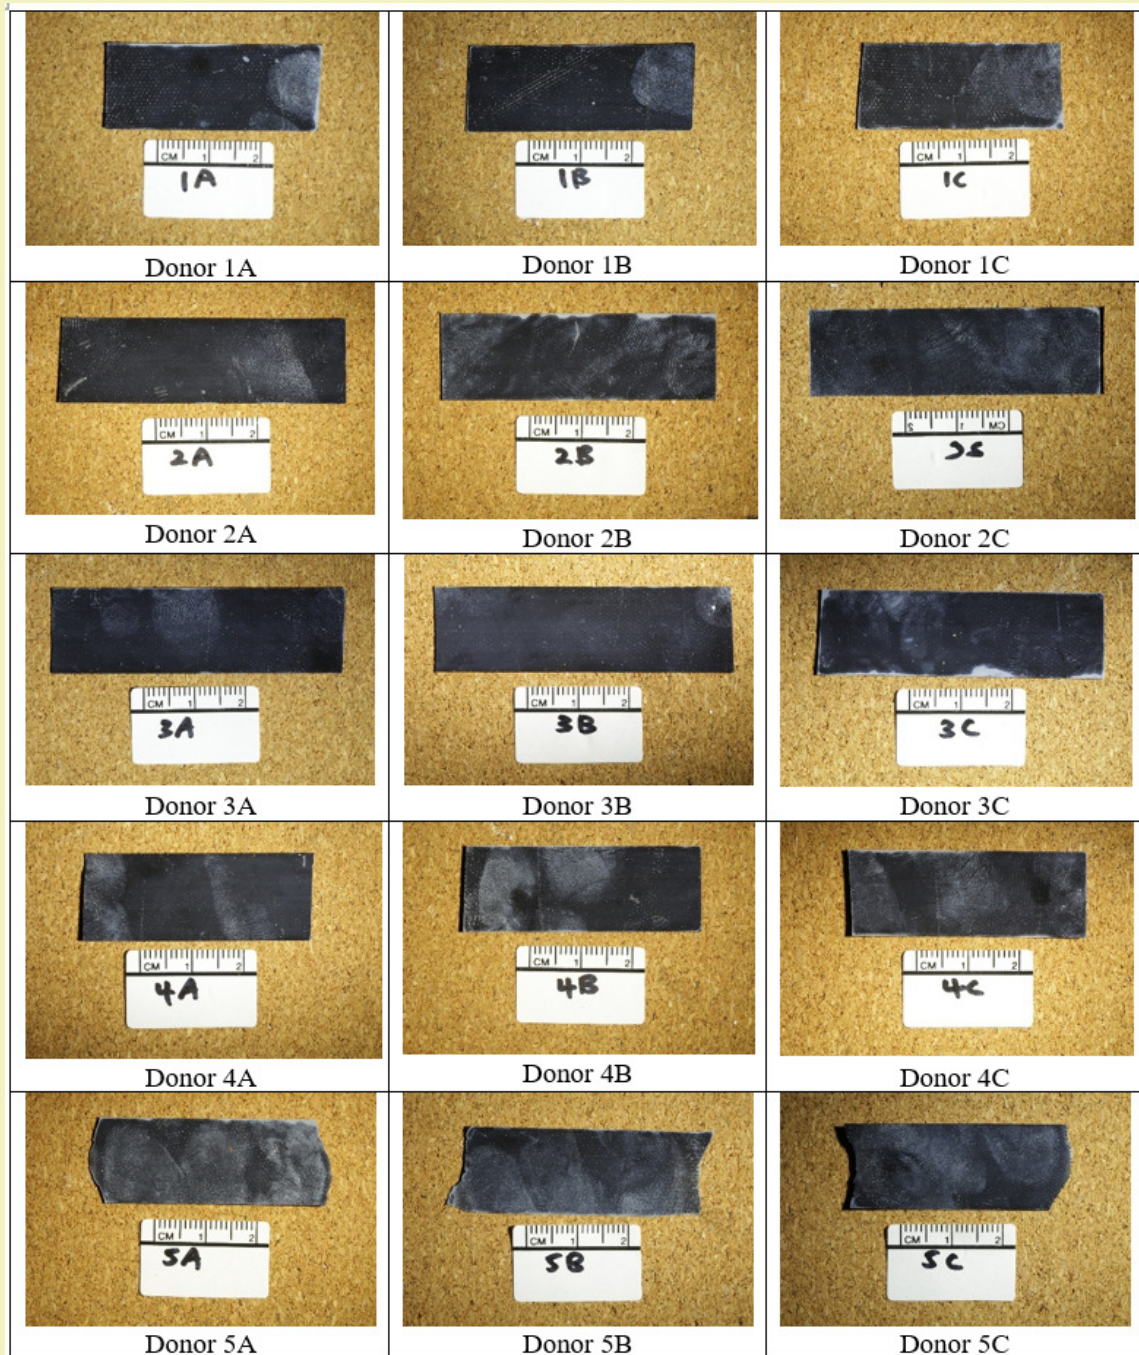 CM 1 2
1A
Donor 1A
CM 1 2
1B
Donor 1B
CM 1 2
1C
Donor 1C
CM 1 2
2A
Donor 2A
CM 1 2
2B
Donor 2B
CM 1 2
2C
Donor 2C
CM 1 2
3A
Donor 3A
CM 1 2
3B
Donor 3B
CM 1 2
3C
Donor 3C
CM 1 2
4A
Donor 4A
CM 1 2
4B
Donor 4B
CM 1 2
4C
Donor 4C
CM 1 2
5A
Donor 5A
CM 1 2
5B
Donor 5B
CM 1 2
5C
Donor 5C